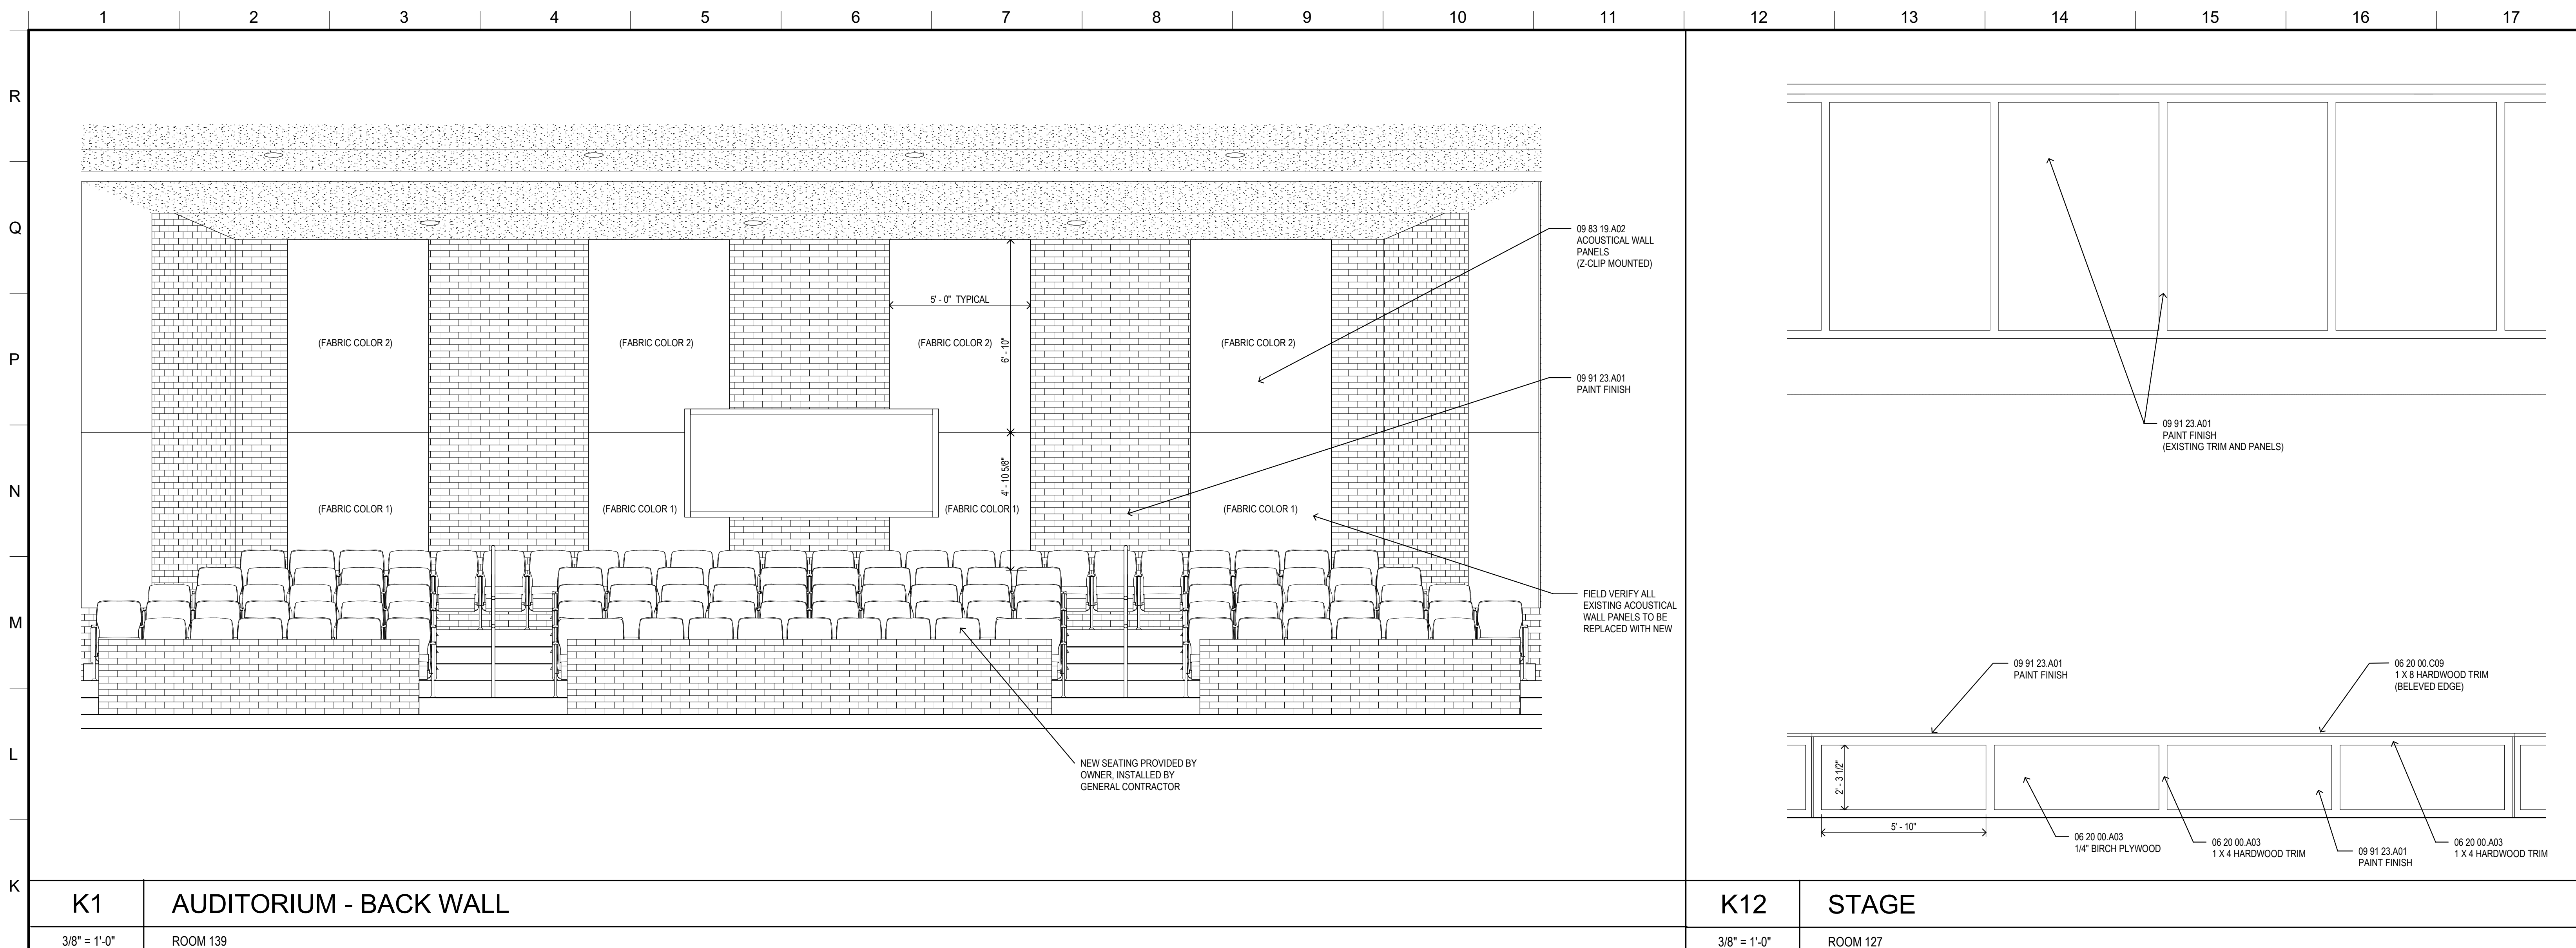 1 2 3 4 5 6 7 8 9 10 11 12 13 14 15 16 17
R
Q
P
N
M
L
K
09 83 19.A02
ACOUSTICAL WALL
PANELS
(Z-CLIP MOUNTED)
5' - 0" TYPICAL
(FABRIC COLOR 2)
(FABRIC COLOR 2)
(FABRIC COLOR 2)
(FABRIC COLOR 2)
6' - 10"
09 91 23.A01
PAINT FINISH
4' - 10 5/8"
(FABRIC COLOR 1)
(FABRIC COLOR 1)
(FABRIC COLOR 1)
(FABRIC COLOR 1)
FIELD VERIFY ALL
EXISTING ACOUSTICAL
WALL PANELS TO BE
REPLACED WITH NEW
NEW SEATING PROVIDED BY
OWNER, INSTALLED BY
GENERAL CONTRACTOR
K1
AUDITORIUM - BACK WALL
3/8" = 1'-0"
ROOM 139
09 91 23.A01
PAINT FINISH
(EXISTING TRIM AND PANELS)
09 91 23.A01
PAINT FINISH
06 20 00.C09
1 X 8 HARDWOOD TRIM
(BELEVED EDGE)
2' - 3 1/2"
5' - 10"
06 20 00.A03
1/4" BIRCH PLYWOOD
06 20 00.A03
1 X 4 HARDWOOD TRIM
09 91 23.A01
PAINT FINISH
06 20 00.A03
1 X 4 HARDWOOD TRIM
K12
STAGE
3/8" = 1'-0"
ROOM 127